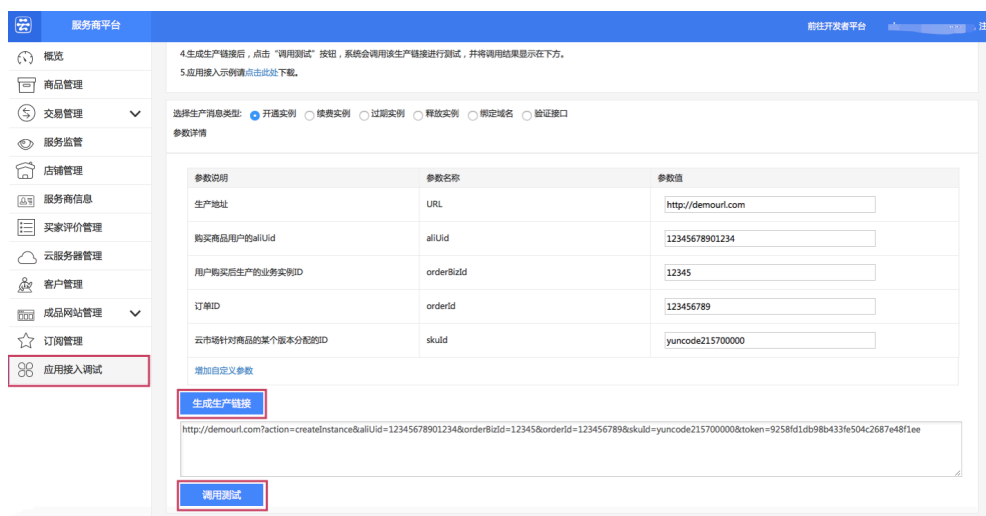 服务商平台
前往开发者平台
注
概览
商品管理
交易管理
服务监管
店铺管理
服务商信息
买家评价管理
云服务器管理
客户管理
成品网站管理
订阅管理
应用接入调试
4.生成生产链接后，点击“调用测试”按钮，系统会调用该生产链接进行测试，并将调用结果显示在下方。
5.应用接入示例请点击此处下载。
选择生产消息类型: 开通实例 续费实例 过期实例 释放实例 绑定域名 验证接口
参数详情
参数说明 参数名称 参数值
生产地址 URL http://demourl.com
购买商品用户的aliUid aliUid 12345678901234
用户购买后生产的业务实例ID orderBizId 12345
订单ID orderId 123456789
云市场针对商品的某个版本分配的ID skuId yuncode215700000
增加自定义参数
生成生产链接
http://demourl.com?action=createInstance&aliUid=12345678901234&orderBizId=12345&orderId=123456789&skuId=yuncode215700000&token=9258fd1db98b433fe504c2687e48f1ee
调用测试